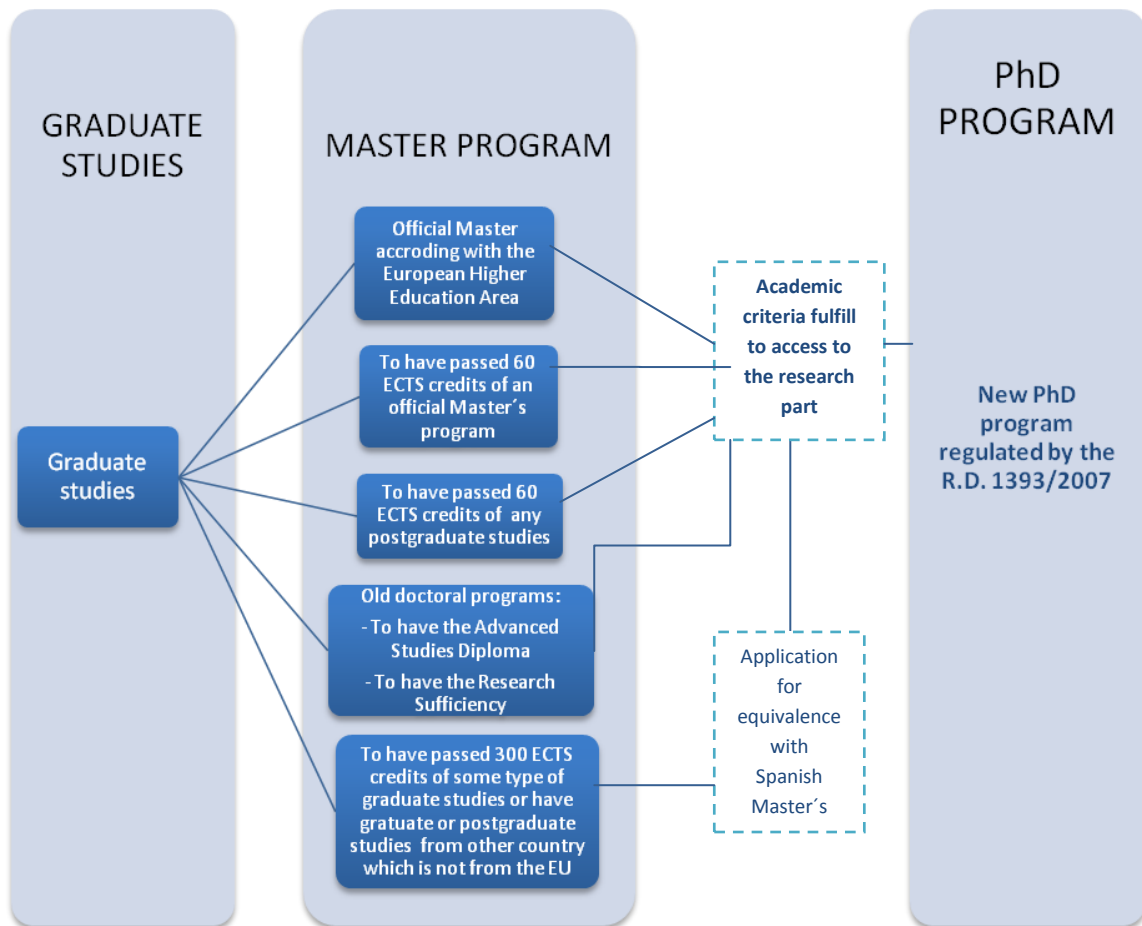 GRADUATE
STUDIES
Graduate
studies
MASTER PROGRAM
Official Master
accroding with the
European Higher
Education Area
To have passed 60
ECTS credits of an
official Master´s
program
To have passed 60
ECTS credits of any
postgraduate studies
Old doctoral programs:
- To have the Advanced
Studies Diploma
- To have the Research
Sufficiency
To have passed 300 ECTS
credits of some type of
graduate studies or have
gratuate or postgraduate
studies from other country
which is not from the EU
Academic
criteria fulfill
to access to
the research
part
Application
for
equivalence
with
Spanish
Master´s
PhD
PROGRAM
New PhD
program
regulated by the
R.D. 1393/2007